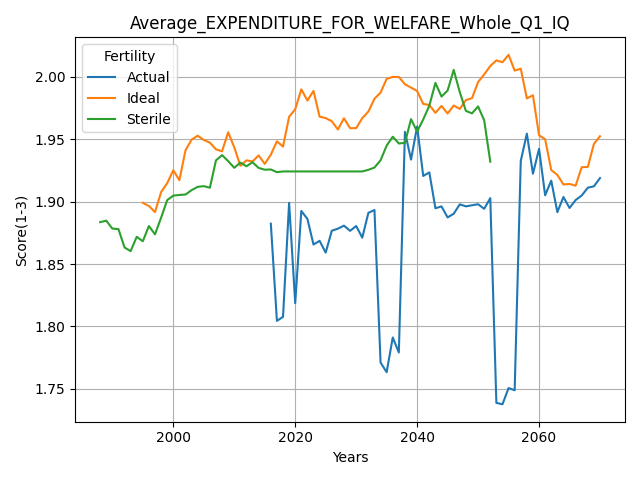 Average_EXPENDITURE_FOR_WELFARE_Whole_Q1_IQ
Fertility
Actual
Ideal
Sterile
Score(1-3)
2.00
1.95
1.90
1.85
1.80
1.75
2000 2020 2040 2060
Years